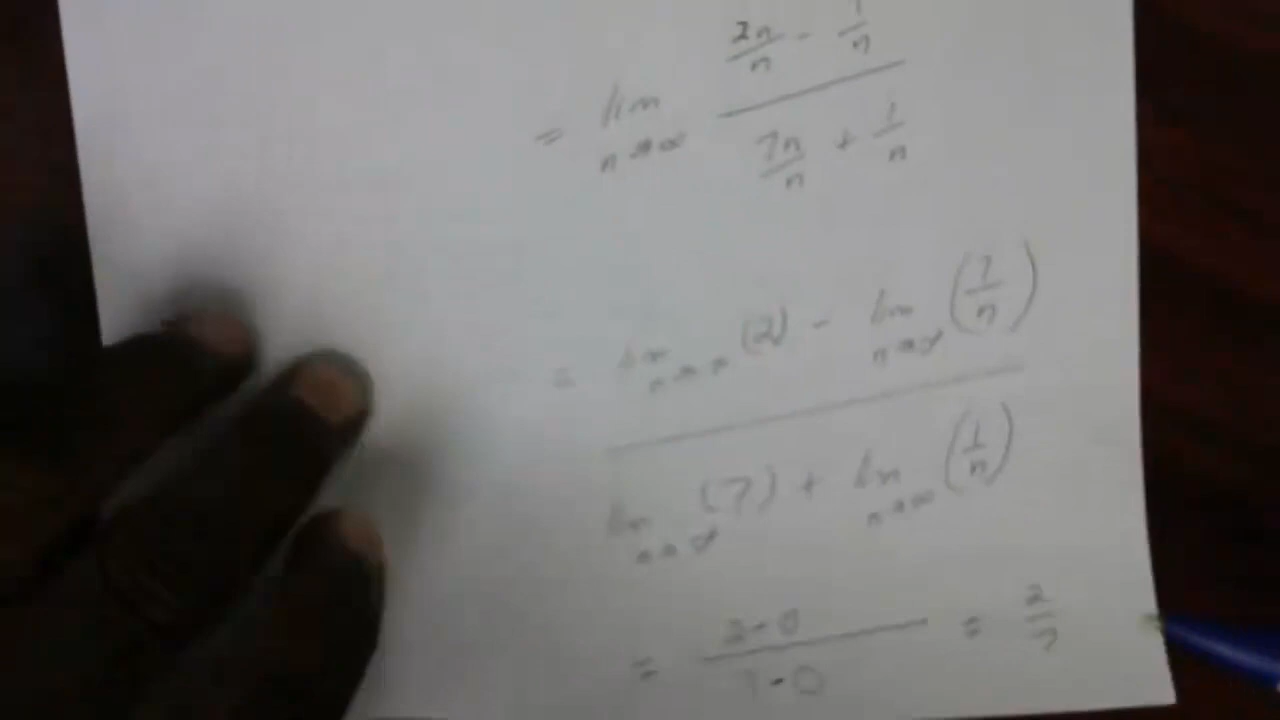 = lim n→∞ (2n/n - 1/n) / (7n/n + 1/n)
= lim n→∞ (2) - lim n→∞ (1/n) / lim n→∞ (7) + lim n→∞ (1/n)
= 2-0 / 7-0 = 2/7